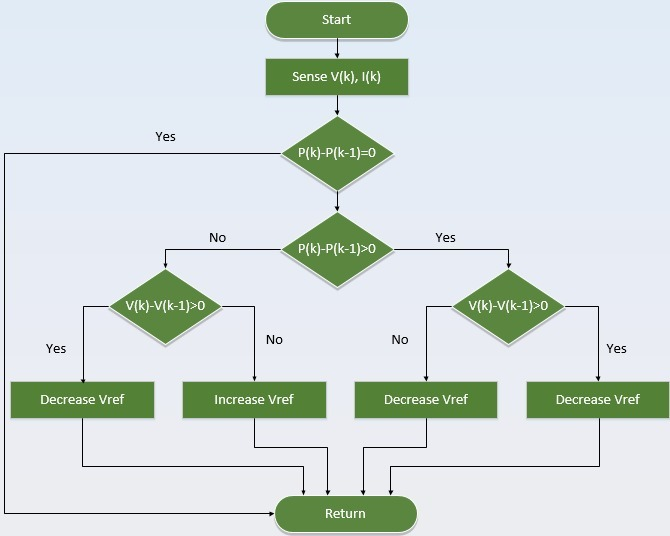 Start
Sense V(k), I(k)
Yes
P(k)-P(k-1)=0
No
P(k)-P(k-1)>0
Yes
V(k)-V(k-1)>0
V(k)-V(k-1)>0
Yes
No
No
Yes
Decrease Vref
Increase Vref
Decrease Vref
Decrease Vref
Return